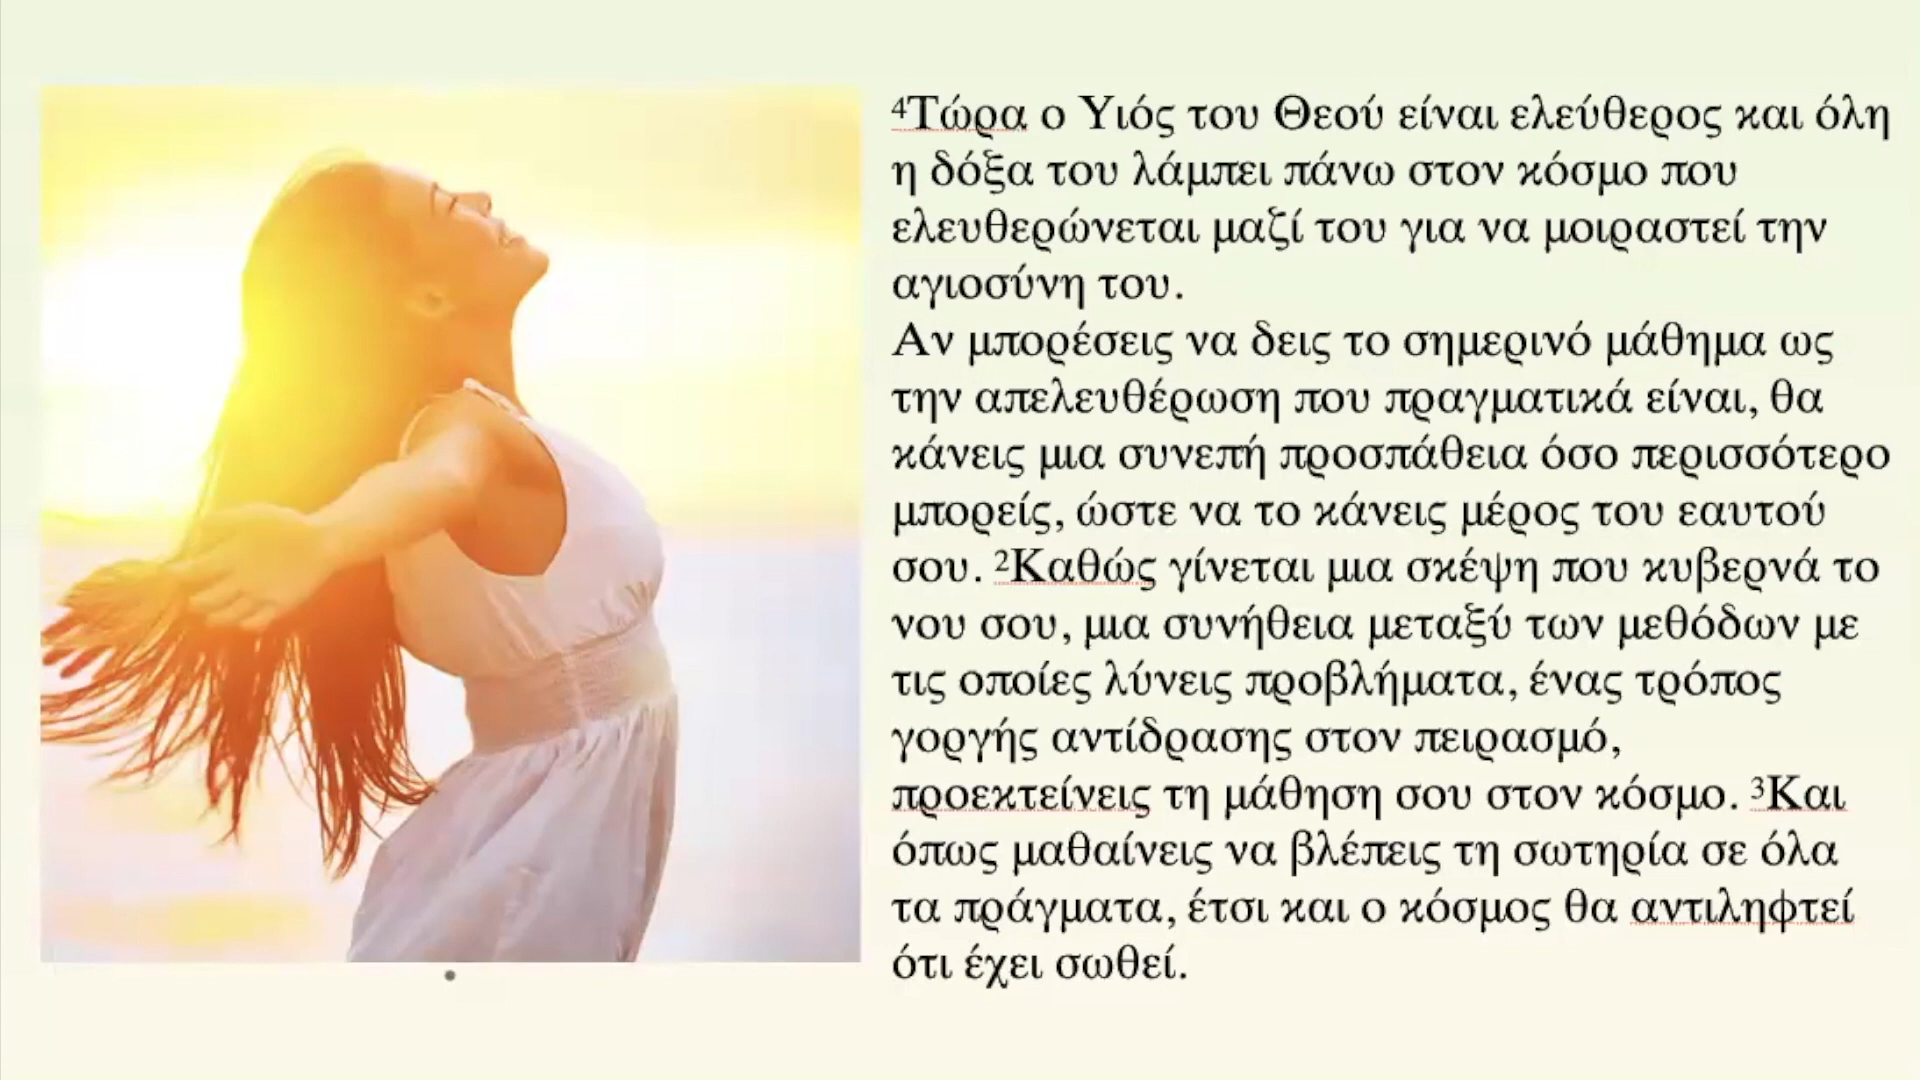 ⁴Τώρα ο Υιός του Θεού είναι ελεύθερος και όλη
η δόξα του λάμπει πάνω στον κόσμο που
ελευθερώνεται μαζί του για να μοιραστεί την
αγιοσύνη του.
Αν μπορέσεις να δεις το σημερινό μάθημα ως
την απελευθέρωση που πραγματικά είναι, θα
κάνεις μια συνεπή προσπάθεια όσο περισσότερο
μπορείς, ώστε να το κάνεις μέρος του εαυτού
σου. ²Καθώς γίνεται μια σκέψη που κυβερνά το
νου σου, μια συνήθεια μεταξύ των μεθόδων με
τις οποίες λύνεις προβλήματα, ένας τρόπος
γοργής αντίδρασης στον πειρασμό,
προεκτείνεις τη μάθηση σου στον κόσμο. ³Και
όπως μαθαίνεις να βλέπεις τη σωτηρία σε όλα
τα πράγματα, έτσι και ο κόσμος θα αντιληφτεί
ότι έχει σωθεί.